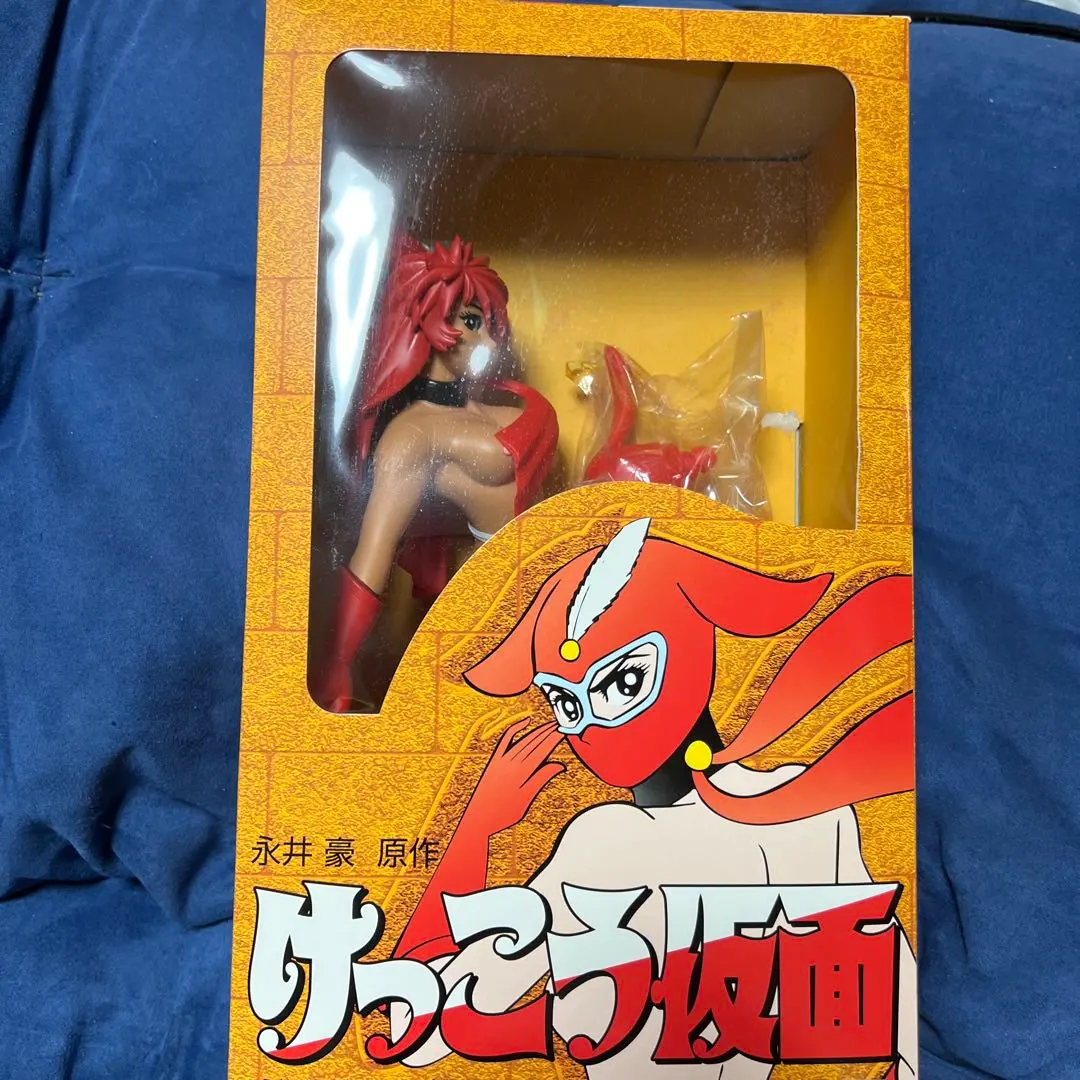 永井 豪 原作
けっこう仮面